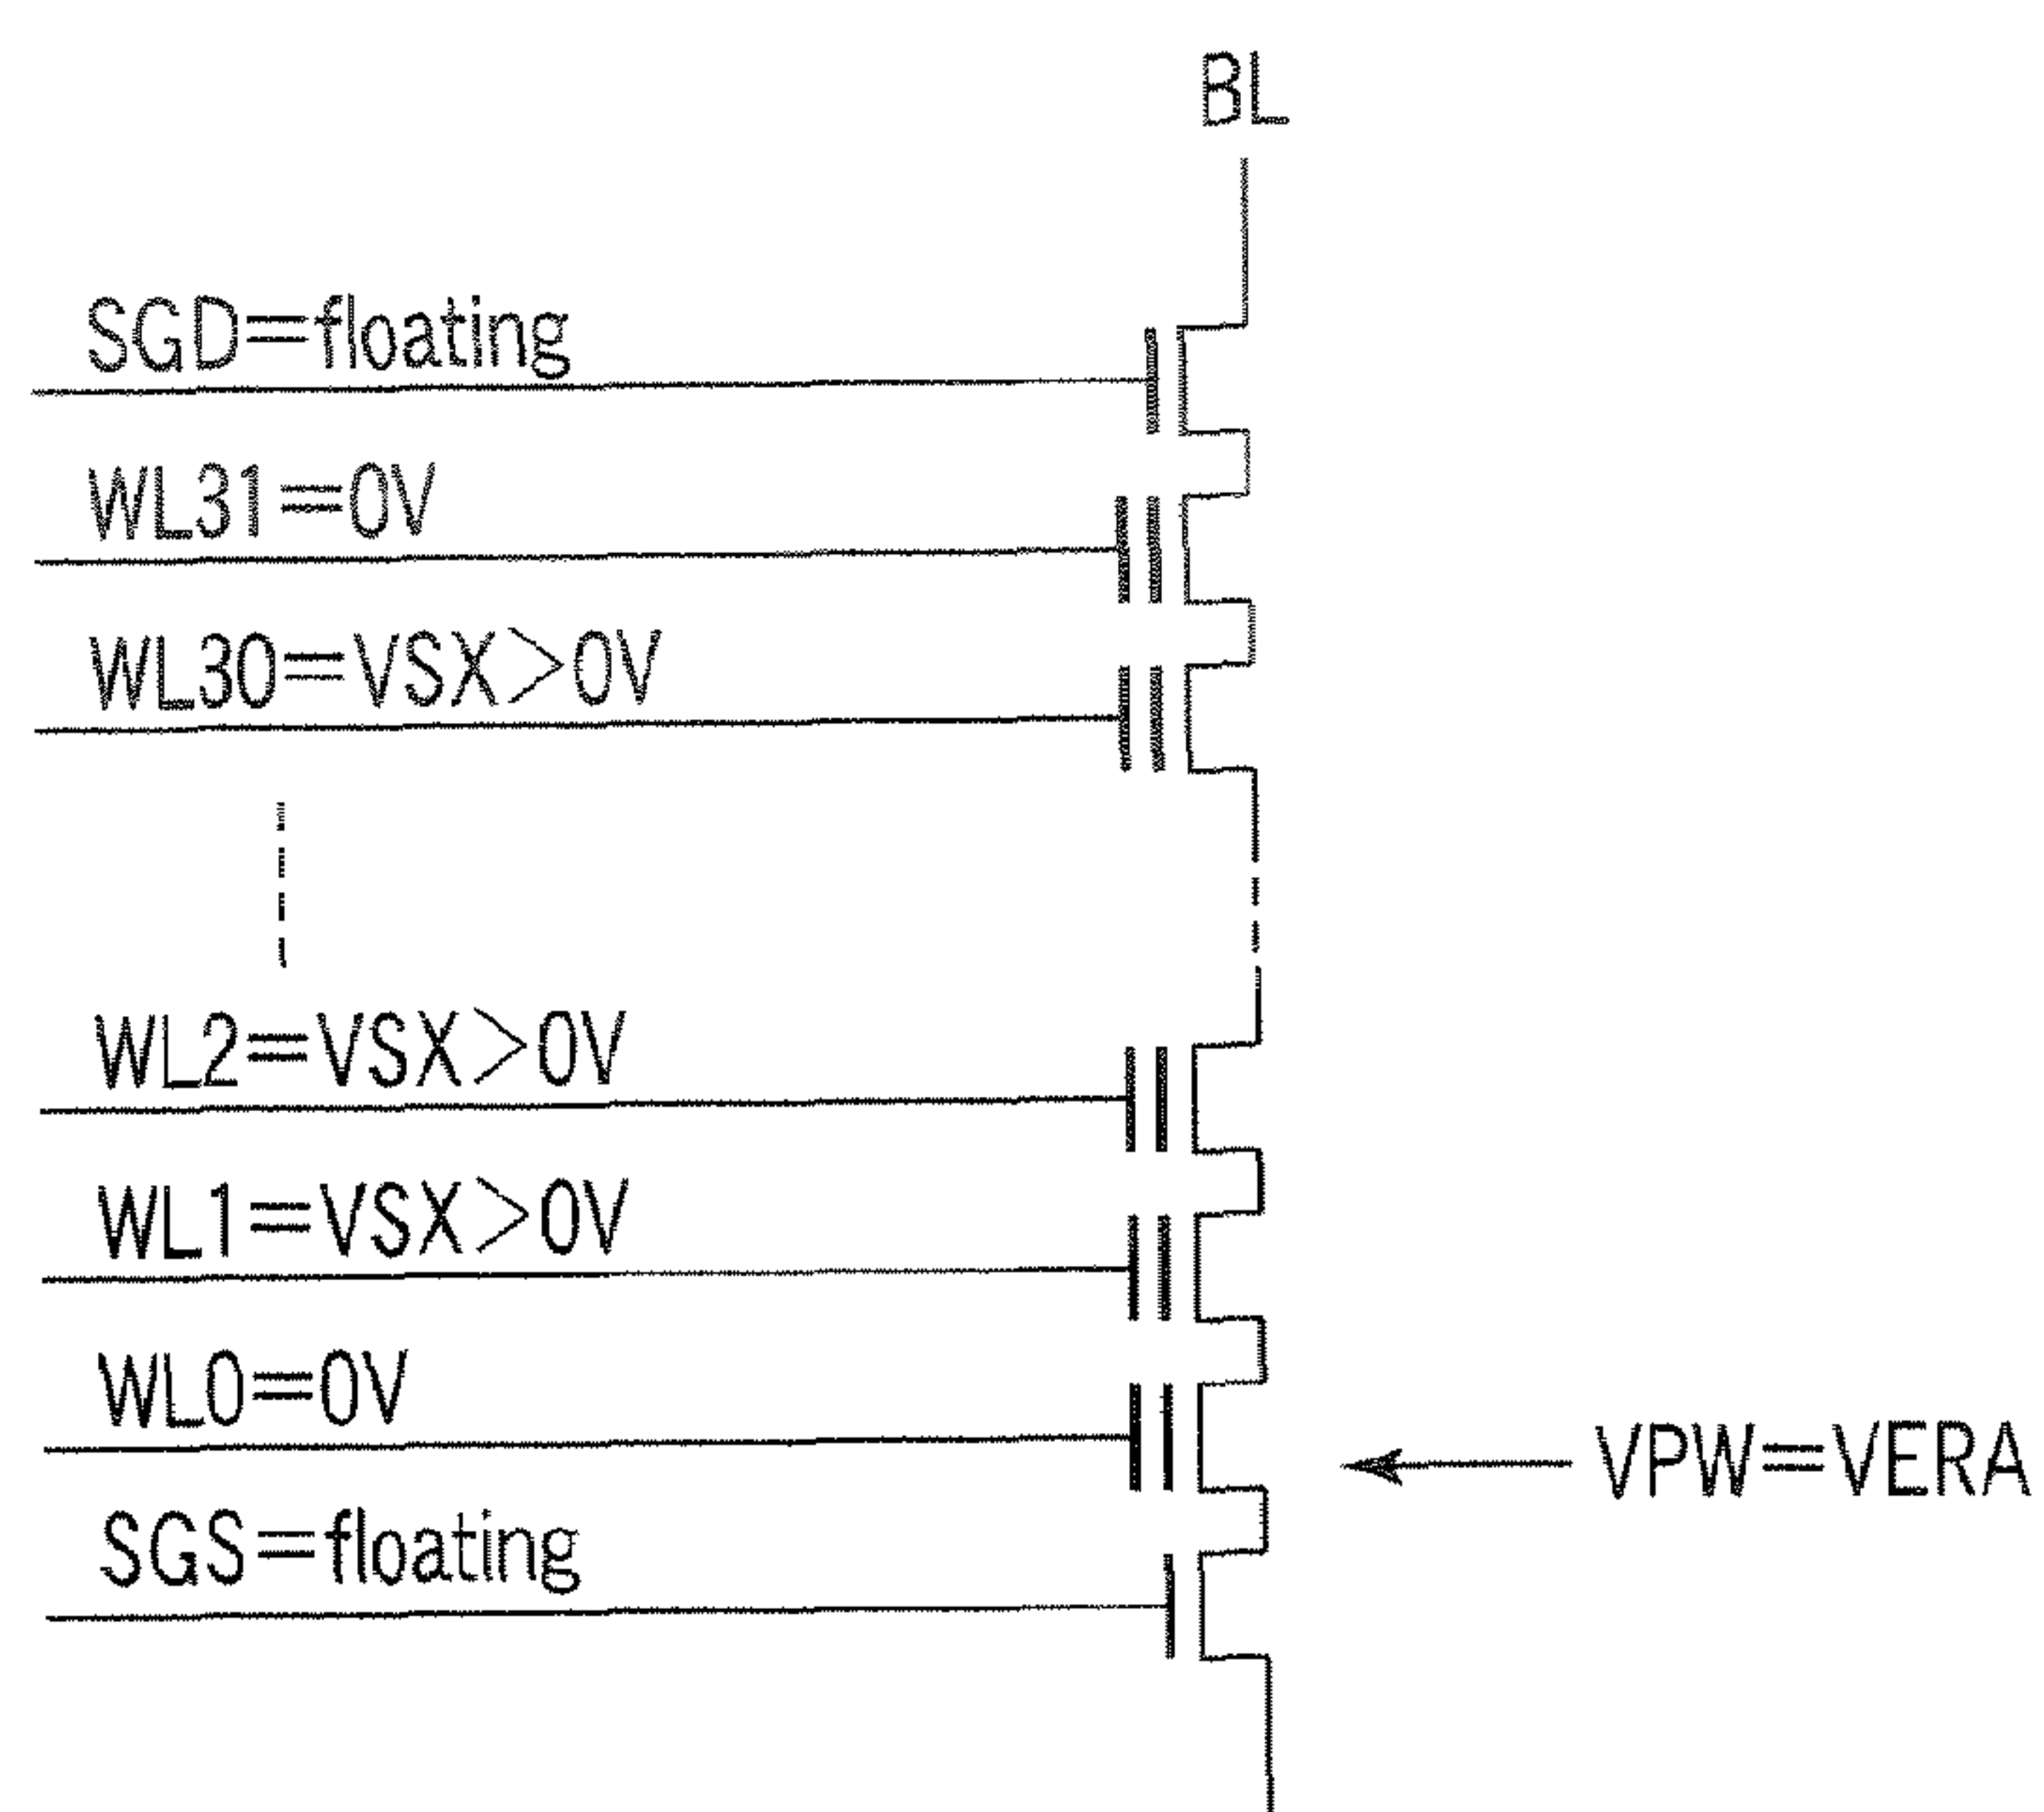 BL
SGD=floating
WL31=0V
WL30=VSX>0V
WL2=VSX>0V
WL1=VSX>0V
WL0=0V
VPW=VERA
SGS=floating